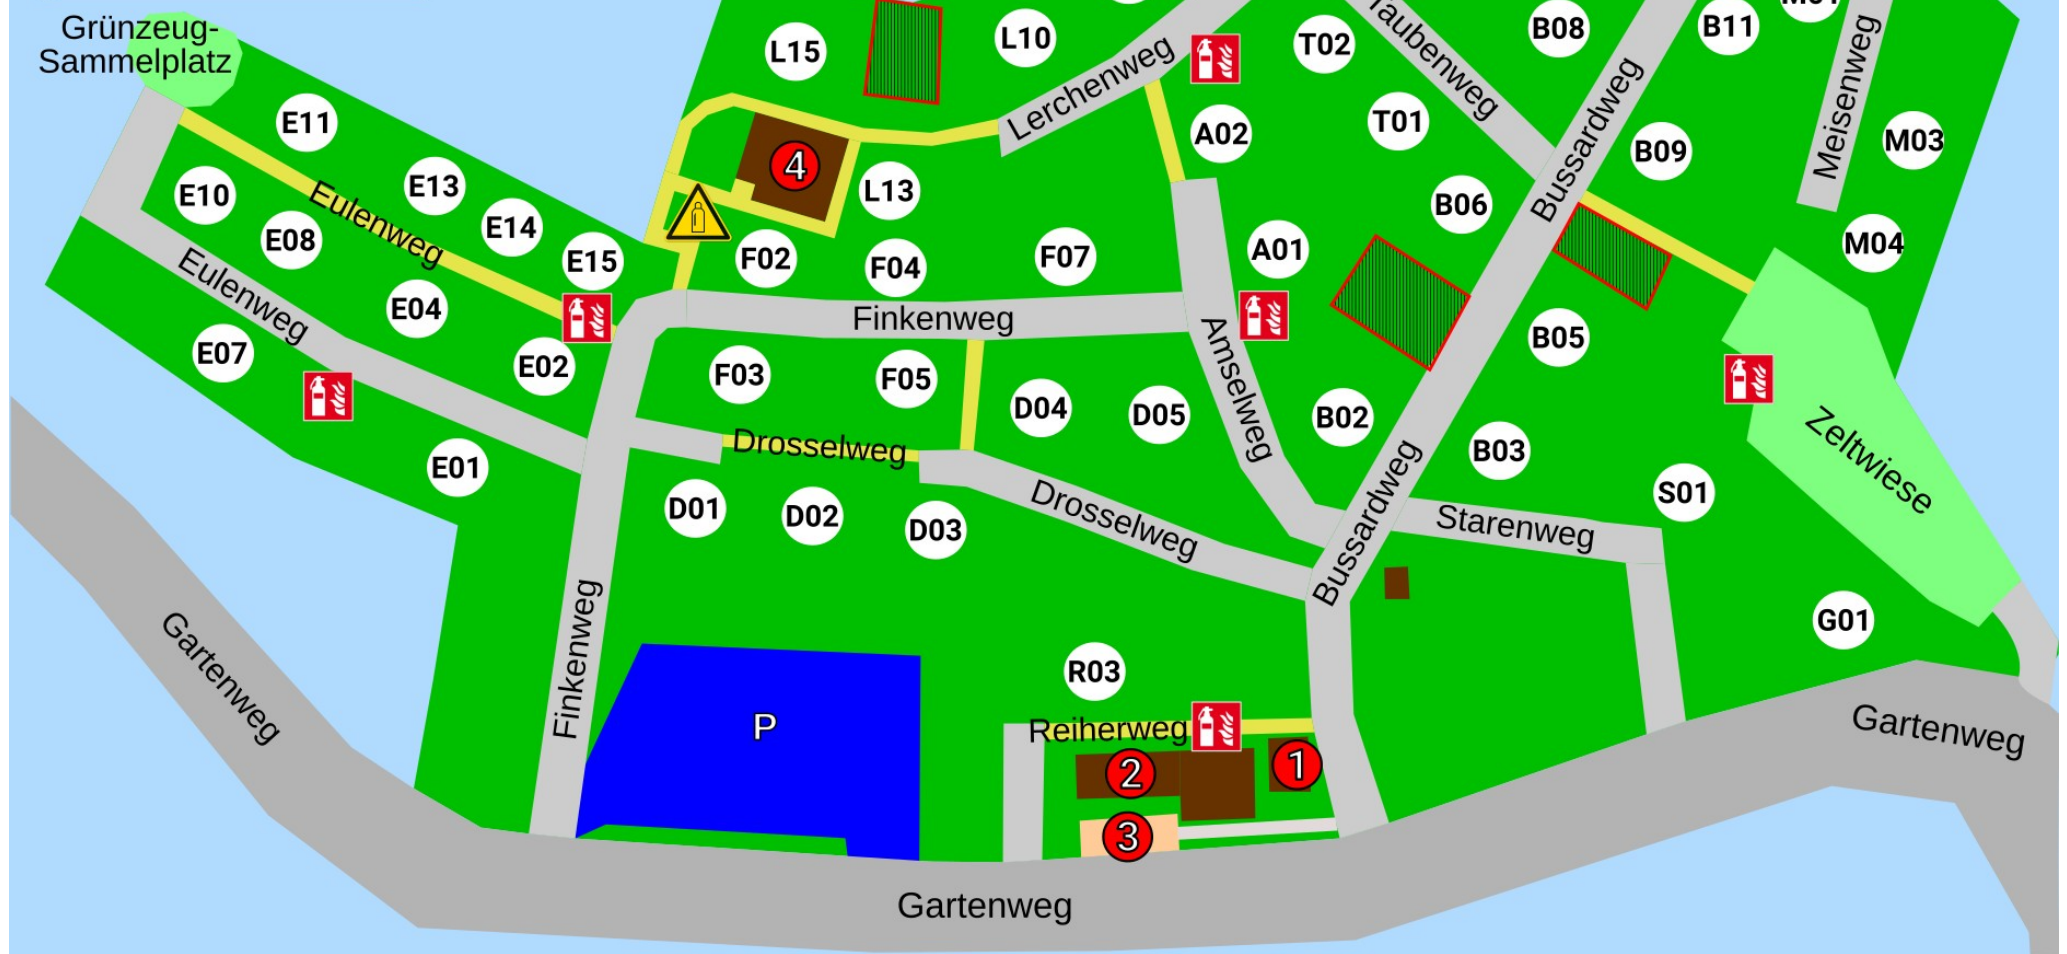 Grünzeug-
Sammelplatz
L15
L10
T02
B08
B11
Lerchenweg
Taubenweg
Bussardweg
Meisenweg
E11
A02
T01
B09
M03
4
E10
E13
Eulenweg
E08
E14
E15
L13
B06
F02
F04
F07
A01
M04
Eulenweg
E04
Finkenweg
Amselweg
B05
E07
E02
F03
F05
D04
D05
B02
B03
Drosselweg
Zeltwiese
E01
D01
D02
D03
Drosselweg
Bussardweg
Starenweg
S01
G01
Gartenweg
Finkenweg
P
R03
Reiherweg
2
1
3
Gartenweg
Gartenweg